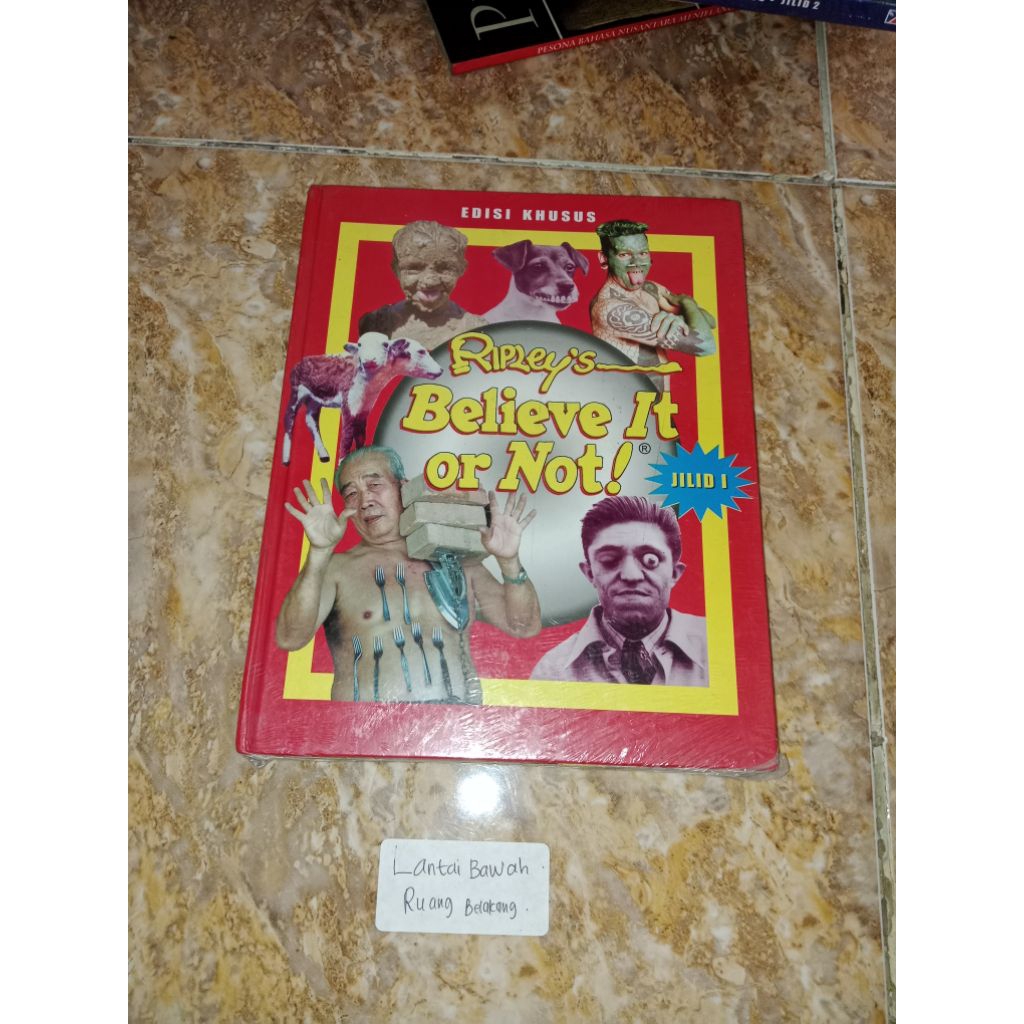 PESONA BAHASA NUSANTARA
JILID 2
EDISI KHUSUS
RIPLEY'S
Believe It
or Not!®
JILID I
Lantai Bawah
Ruang Belakang.